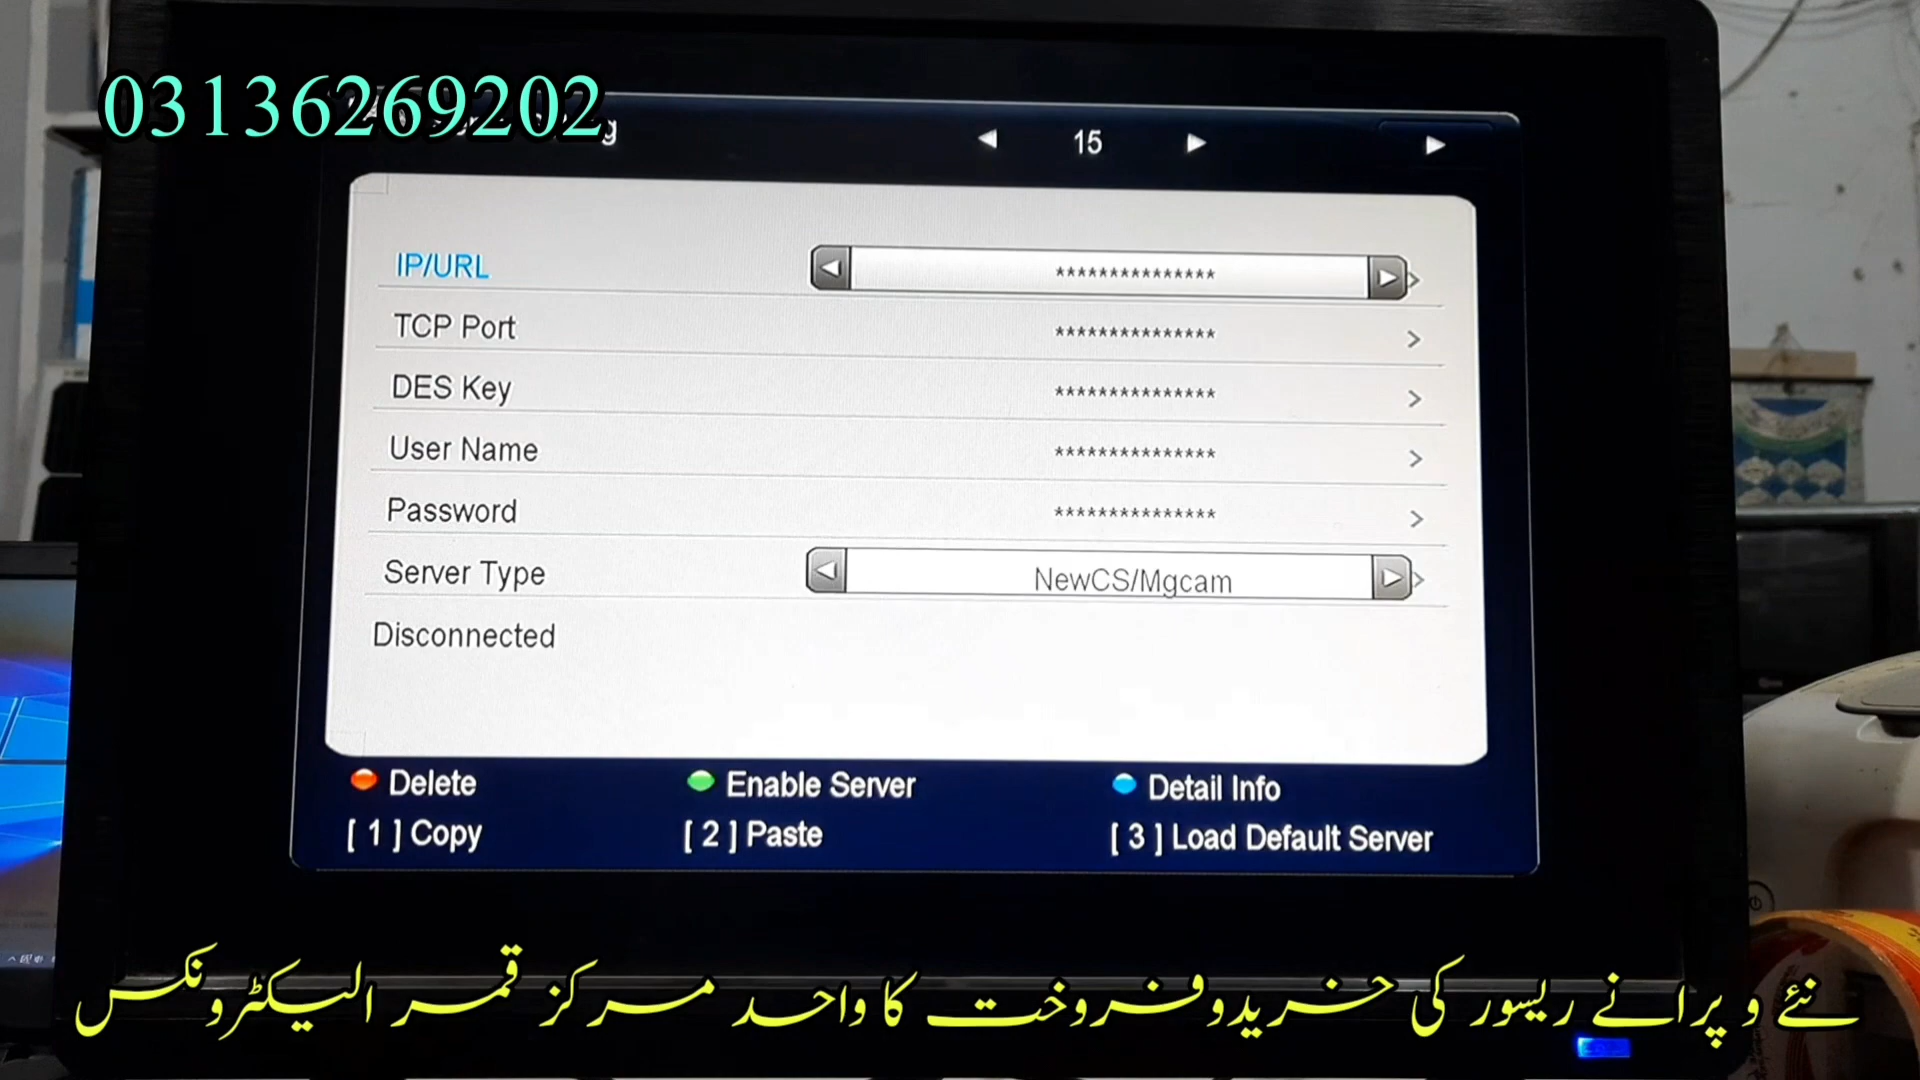 03136269202
15
IP/URL ***************
TCP Port ***************
DES Key ***************
User Name ***************
Password ***************
Server Type NewCS/Mgcam
Disconnected
Delete Enable Server Detail Info
[ 1 ] Copy [ 2 ] Paste [ 3 ] Load Default Server
نئے و پرانے ریسور کی خریدوفروخت کا واحد مرکز قمر الیکٹرونکس